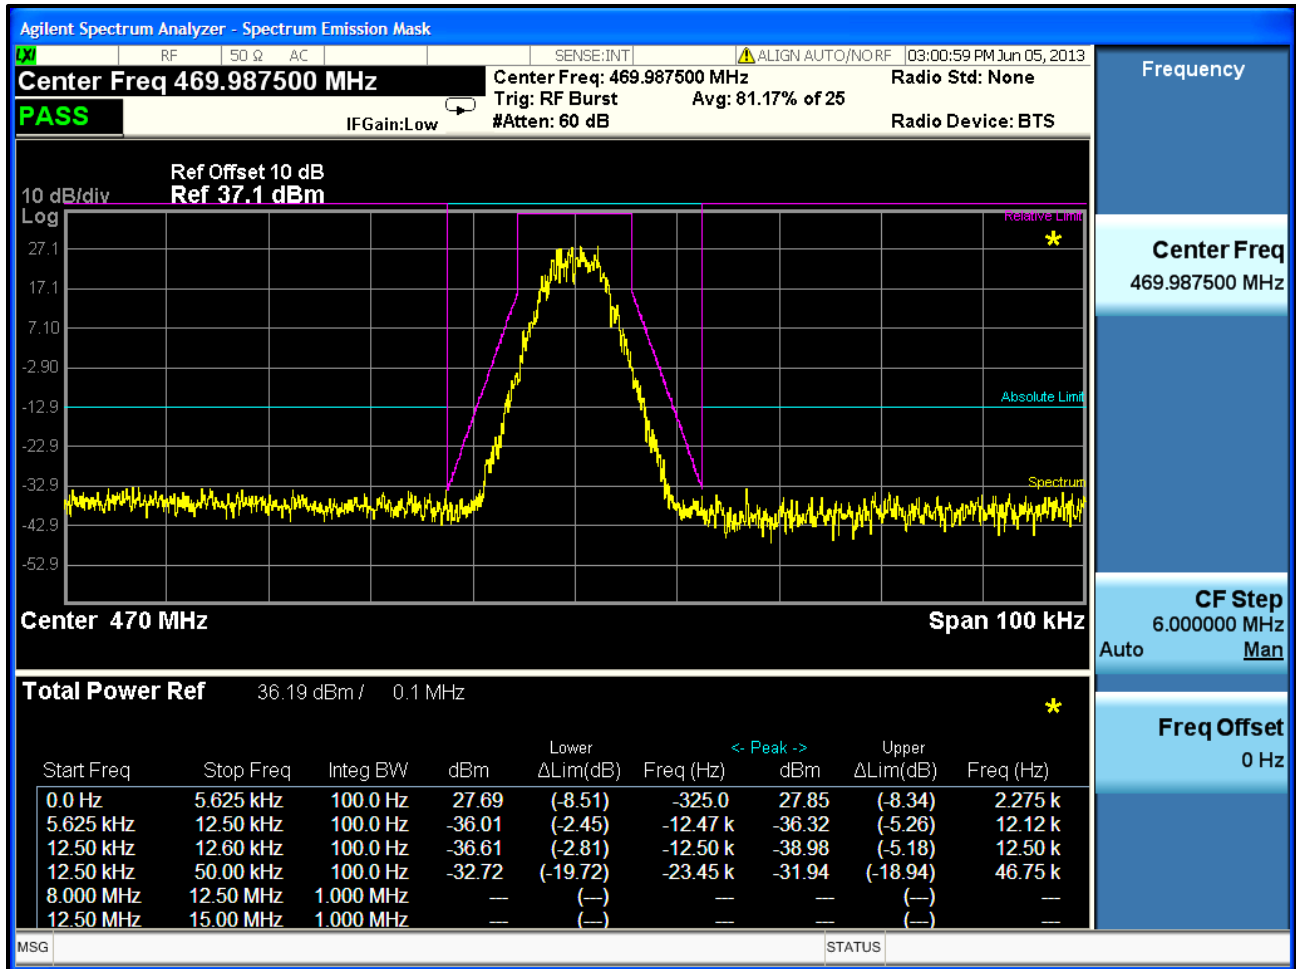 Agilent Spectrum Analyzer - Spectrum Emission Mask
LXI RF 50 Ω AC SENSE:INT ALIGN AUTO/NO RF 03:00:59 PM Jun 05, 2013
Center Freq 469.987500 MHz
Center Freq: 469.987500 MHz Radio Std: None
Trig: RF Burst Avg: 81.17% of 25
PASS
IFGain:Low #Atten: 60 dB Radio Device: BTS
Ref Offset 10 dB
10 dB/div Ref 37.1 dBm
Log
Relative Limit
27.1
17.1
7.10
-2.90
Absolute Limit
-12.9
-22.9
Spectrum
-32.9
-42.9
-52.9
Center 470 MHz Span 100 kHz
Total Power Ref 36.19 dBm / 0.1 MHz
Lower <- Peak -> Upper
Start Freq Stop Freq Integ BW dBm ΔLim(dB) Freq (Hz) dBm ΔLim(dB) Freq (Hz)
0.0 Hz 5.625 kHz 100.0 Hz 27.69 (-8.51) -325.0 27.85 (-8.34) 2.275 k
5.625 kHz 12.50 kHz 100.0 Hz -36.01 (-2.45) -12.47 k -36.32 (-5.26) 12.12 k
12.50 kHz 12.60 kHz 100.0 Hz -36.61 (-2.81) -12.50 k -38.98 (-5.18) 12.50 k
12.50 kHz 50.00 kHz 100.0 Hz -32.72 (-19.72) -23.45 k -31.94 (-18.94) 46.75 k
8.000 MHz 12.50 MHz 1.000 MHz --- (---) --- --- (---) ---
12.50 MHz 15.00 MHz 1.000 MHz --- (---) --- --- (---) ---
MSG STATUS
Frequency
Center Freq
469.987500 MHz
CF Step
6.000000 MHz
Auto Man
Freq Offset
0 Hz